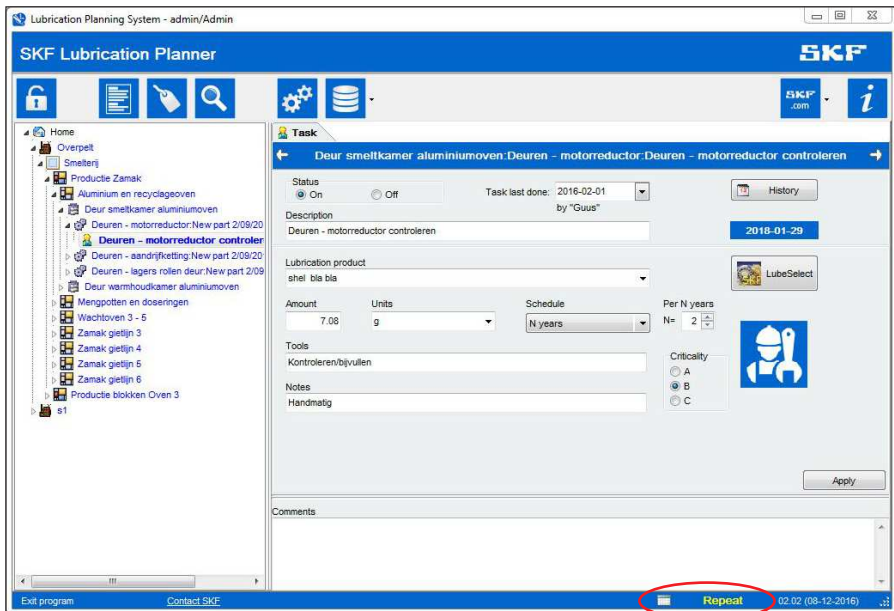 Lubrication Planning System - admin/Admin
SKF Lubrication Planner
SKF
SKF
.com
i
Home
Overpelt
Smelterij
Productie Zamak
Aluminium en recyclageoven
Deur smeltkamer aluminiumoven
Deuren - motorreductor:New part 2/09/20
Deuren - motorreductor controler
Deuren - aandrijfketting:New part 2/09/20
Deuren - lagers rollen deur:New part 2/09
Deur warmhoudkamer aluminiumoven
Mengpotten en doseringen
Wachtoven 3 - 5
Zamak gietlijn 3
Zamak gietlijn 4
Zamak gietlijn 5
Zamak gietlijn 6
Productie blokken Oven 3
s1
Task
Deur smeltkamer aluminiumoven:Deuren - motorreductor:Deuren - motorreductor controleren
Status
On Off
Task last done: 2016-02-01
by "Guus"
History
Description
Deuren - motorreductor controleren
2018-01-29
Lubrication product
shel bla bla
LubeSelect
Amount Units Schedule Per N years
7.08 g N years N= 2
Tools
Kontroleren/bijvullen
Criticality
A
B
C
Notes
Handmatig
Apply
Comments
Exit program Contact SKF Repeat 02.02 (08-12-2016)